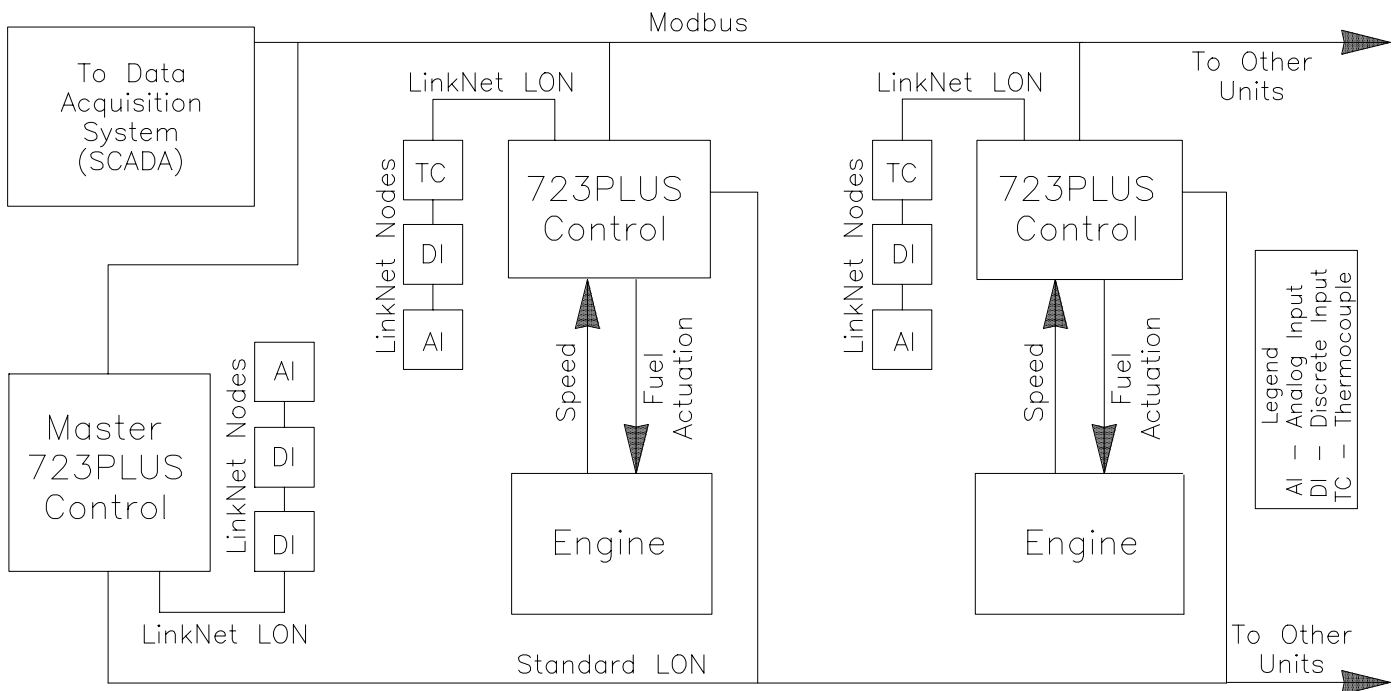 Modbus
To Data
Acquisition
System
(SCADA)
To Other
Units
LinkNet LON
LinkNet Nodes
TC
DI
AI
723PLUS
Control
Speed
Fuel
Actuation
Engine
LinkNet LON
LinkNet Nodes
TC
DI
AI
723PLUS
Control
Speed
Fuel
Actuation
Engine
Legend
AI – Analog Input
DI – Discrete Input
TC – Thermocouple
Master
723PLUS
Control
LinkNet Nodes
AI
DI
DI
LinkNet LON
Standard LON
To Other
Units